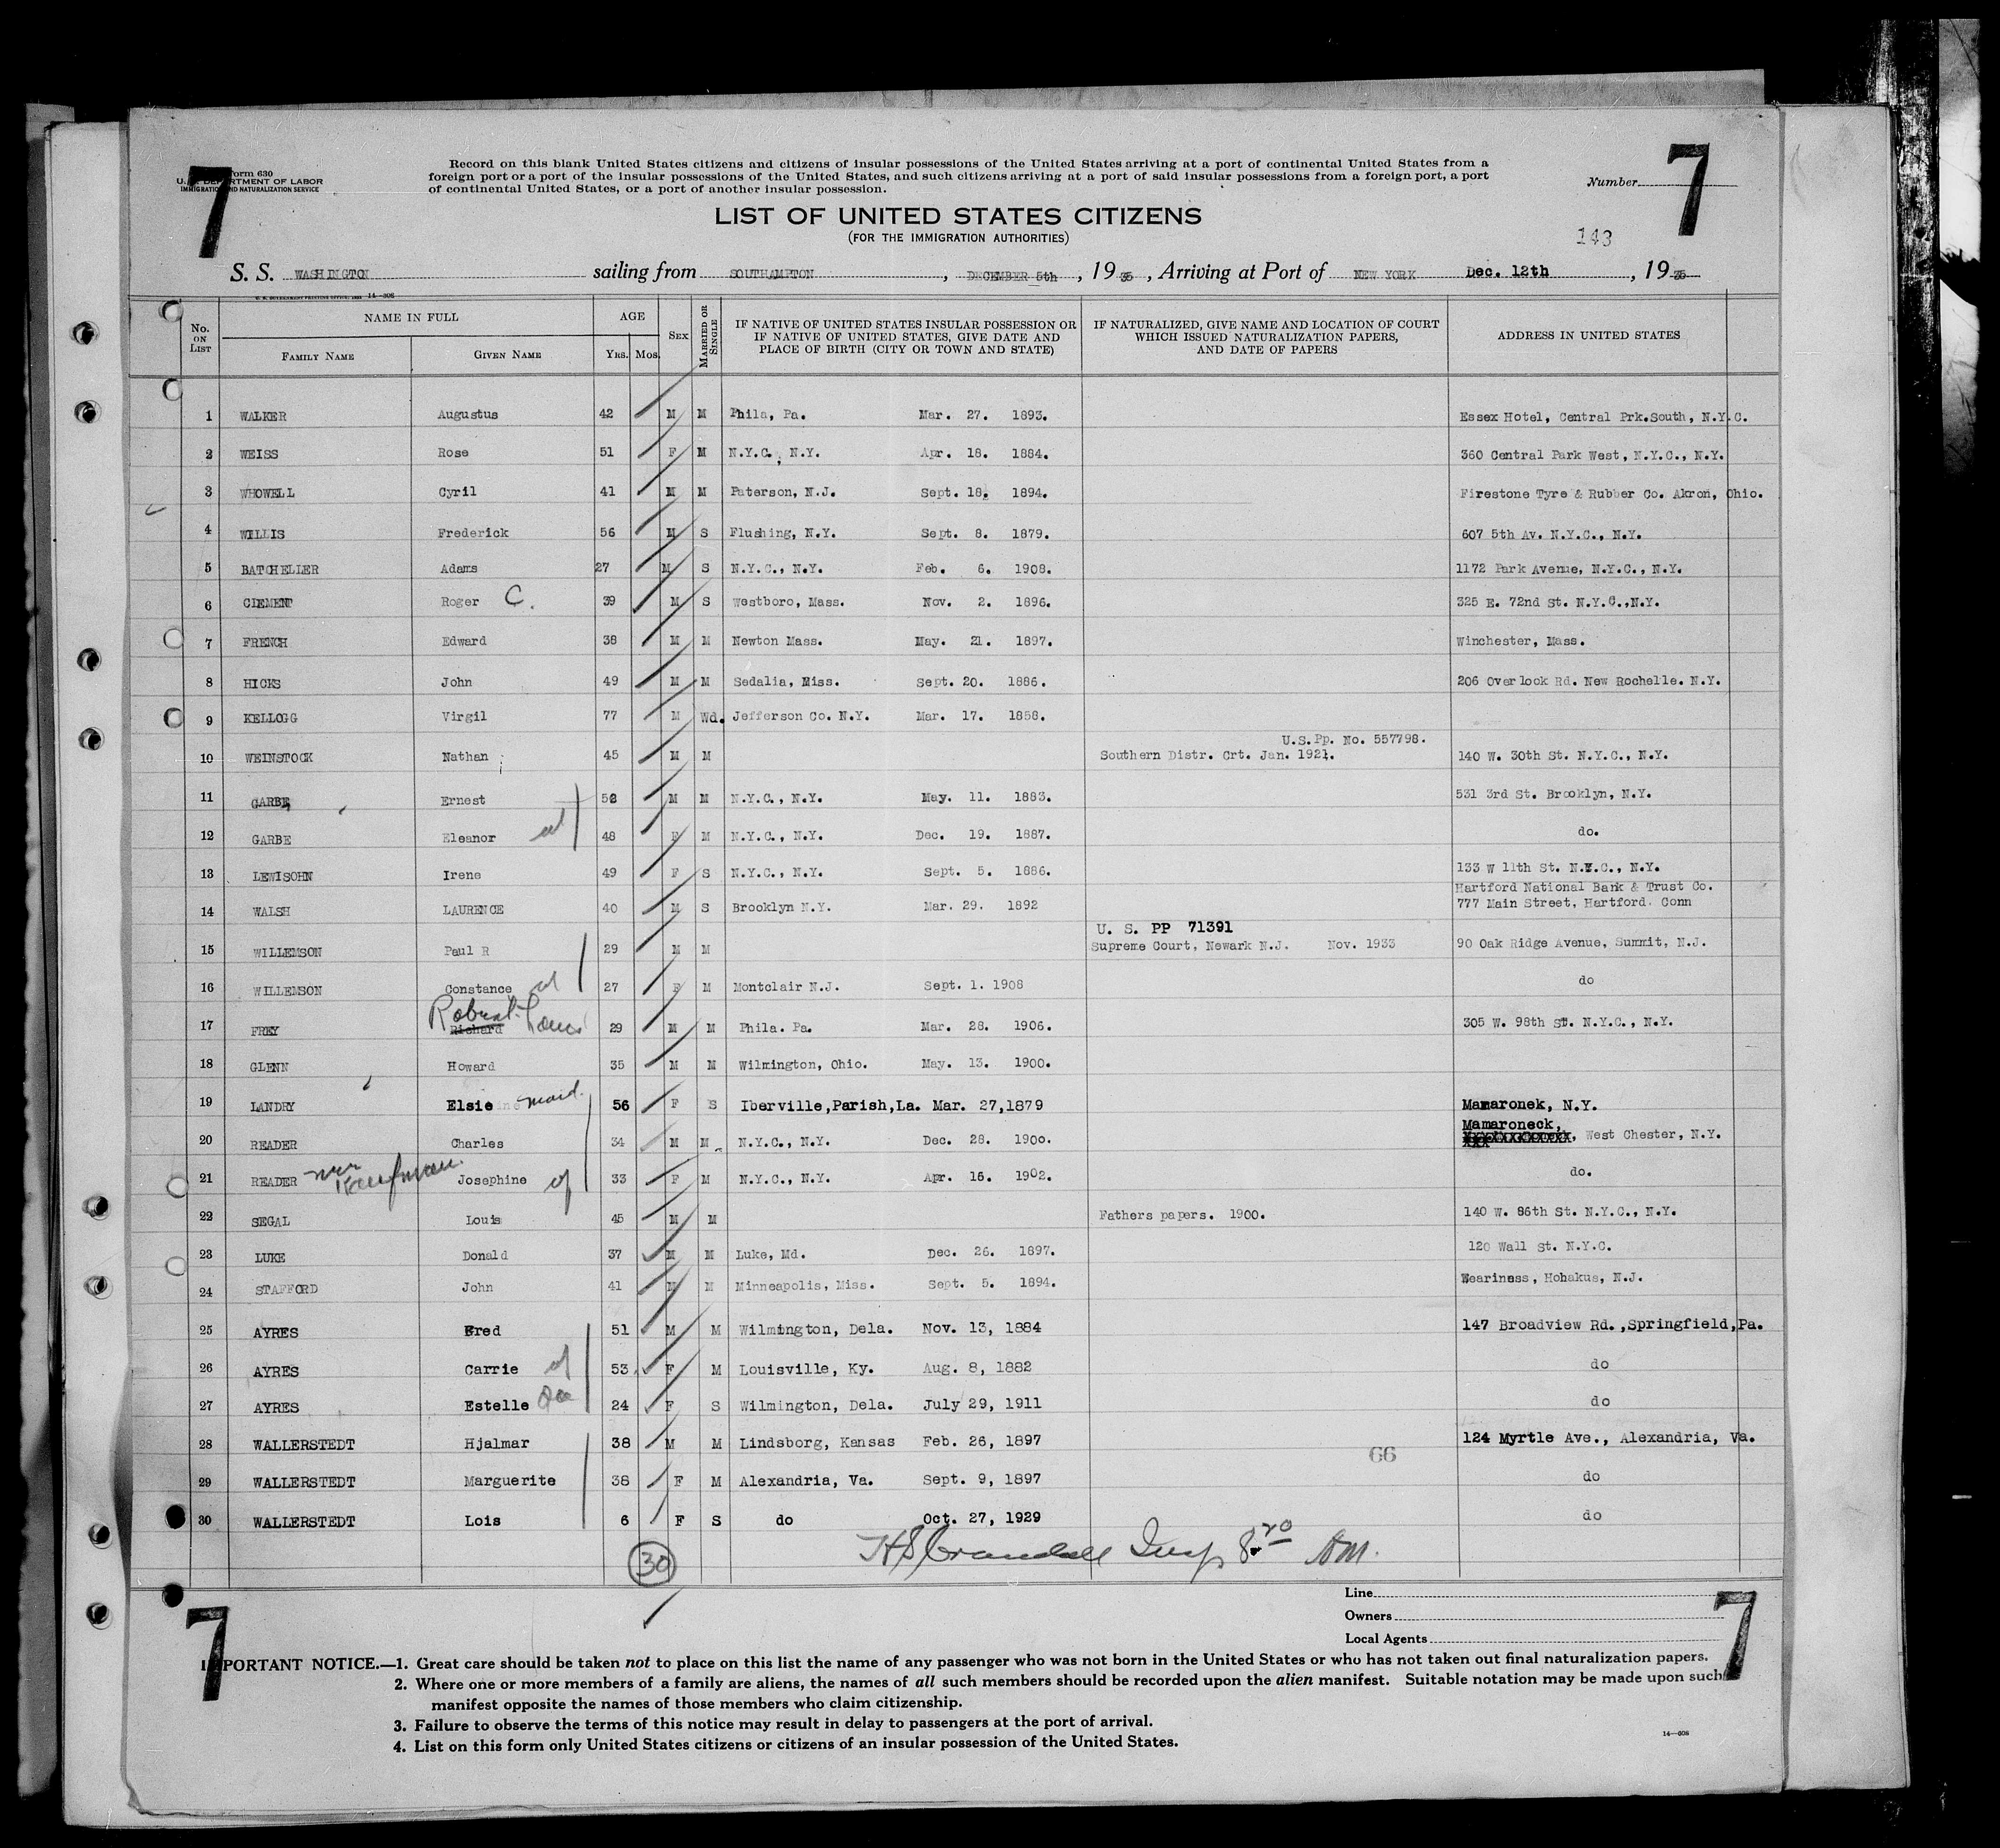 7
Form 630
U. S. DEPARTMENT OF LABOR
IMMIGRATION AND NATURALIZATION SERVICE
Record on this blank United States citizens and citizens of insular possessions of the United States arriving at a port of continental United States from a
foreign port or a port of the insular possessions of the United States, and such citizens arriving at a port of said insular possessions from a foreign port, a port
of continental United States, or a port of another insular possession.
Number
7
LIST OF UNITED STATES CITIZENS
(FOR THE IMMIGRATION AUTHORITIES)
143
S. S. WASHINGTON sailing from SOUTHAMPTON, DECEMBER 5th, 1935, Arriving at Port of NEW YORK Dec. 12th, 1935
U. S. GOVERNMENT PRINTING OFFICE: 1933 14—606
No. ON LIST NAME IN FULL AGE SEX MARRIED OR SINGLE IF NATIVE OF UNITED STATES INSULAR POSSESSION OR IF NATIVE OF UNITED STATES, GIVE DATE AND PLACE OF BIRTH (CITY OR TOWN AND STATE) IF NATURALIZED, GIVE NAME AND LOCATION OF COURT WHICH ISSUED NATURALIZATION PAPERS, AND DATE OF PAPERS ADDRESS IN UNITED STATES
FAMILY NAME GIVEN NAME YRS. MOS.
1 WALKER Augustus 42 M M Phila, Pa. Mar. 27. 1893. Essex Hotel, Central Prk.South, N.Y.C.
2 WEISS Rose 51 F M N.Y.C., N.Y. Apr. 18. 1884. 360 Central Park West, N.Y.C., N.Y.
3 WHOWELL Cyril 41 M M Paterson, N.J. Sept. 18. 1894. Firestone Tyre & Rubber Co. Akron, Ohio.
4 WILLIS Frederick 56 M S Flushing, N.Y. Sept. 8. 1879. 607 5th Av. N.Y.C., N.Y.
5 BATCHELLER Adams 27 M S N.Y.C., N.Y. Feb. 6. 1908. 1172 Park Avenue, N.Y.C., N.Y.
6 CLEMENT Roger C. 39 M S Westboro, Mass. Nov. 2. 1896. 325 E. 72nd St. N.Y.C.,N.Y.
7 FRENCH Edward 38 M M Newton Mass. May. 21. 1897. Winchester, Mass.
8 HICKS John 49 M M Sedalia, Miss. Sept. 20. 1886. 206 Overlook Rd. New Rochelle. N.Y.
9 KELLOGG Virgil 77 M Wd. Jefferson Co. N.Y. Mar. 17. 1858.
U.S.Pp. No. 557798.
10 WEINSTOCK Nathan 45 M M Southern Distr. Crt. Jan. 1921. 140 W. 30th St. N.Y.C., N.Y.
11 GARBE Ernest 52 M M N.Y.C., N.Y. May. 11. 1883. 531 3rd St. Brooklyn, N.Y.
12 GARBE Eleanor 48 F M N.Y.C., N.Y. Dec. 19. 1887. do.
13 LEWISOHN Irene 49 F S N.Y.C., N.Y. Sept. 5. 1886. 133 W 11th St. N.Y.C., N.Y.
Hartford National Bank & Trust Co.
14 WALSH LAURENCE 40 M S Brooklyn N.Y. Mar. 29. 1892 777 Main Street, Hartford. Conn
U. S. PP 71391
15 WILLEMSON Paul R 29 M M Supreme Court, Newark N.J. Nov. 1933 90 Oak Ridge Avenue, Summit, N.J.
16 WILLEMSON Constance 27 F M Montclair N.J. Sept. 1. 1908 do
Robert
17 FREY Richard 29 M M Phila. Pa. Mar. 28. 1906. 305 W. 98th St. N.Y.C., N.Y.
18 GLENN Howard 35 M M Wilmington, Ohio. May. 13. 1900.
19 LANDRY Elsie maid. 56 F S Iberville,Parish,La. Mar. 27,1879 Mamaronek, N.Y.
Mamaroneck,
20 READER Charles 34 M M N.Y.C., N.Y. Dec. 28. 1900. West Chester, N.Y.
21 READER nee Kaufman. Josephine 33 F M N.Y.C., N.Y. Apr. 16. 1902. do.
22 SEGAL Louis 45 M M Fathers papers. 1900. 140 W. 86th St. N.Y.C., N.Y.
23 LUKE Donald 37 M M Luke, Md. Dec. 26. 1897. 120 Wall St. N.Y.C.
24 STAFFORD John 41 M M Minneapolis, Miss. Sept. 5. 1894. Weariness, Hohakus, N.J.
25 AYRES Fred 51 M M Wilmington, Dela. Nov. 13, 1884 147 Broadview Rd.,Springfield,Pa.
26 AYRES Carrie 53 F M Louisville, Ky. Aug. 8, 1882 do
27 AYRES Estelle 24 F S Wilmington, Dela. July 29, 1911 do
28 WALLERSTEDT Hjalmar 38 M M Lindsborg, Kansas Feb. 26, 1897 124 Myrtle Ave., Alexandria, Va.
66
29 WALLERSTEDT Marguerite 38 F M Alexandria, Va. Sept. 9, 1897 do
30 WALLERSTEDT Lois 6 F S do Oct. 27, 1929 do
30 HS Crandall Insp 8 20 AM.
Line
Owners
Local Agents
7
7
IMPORTANT NOTICE.—1. Great care should be taken not to place on this list the name of any passenger who was not born in the United States or who has not taken out final naturalization papers.
2. Where one or more members of a family are aliens, the names of all such members should be recorded upon the alien manifest. Suitable notation may be made upon such
manifest opposite the names of those members who claim citizenship.
3. Failure to observe the terms of this notice may result in delay to passengers at the port of arrival.
4. List on this form only United States citizens or citizens of an insular possession of the United States.
14—606